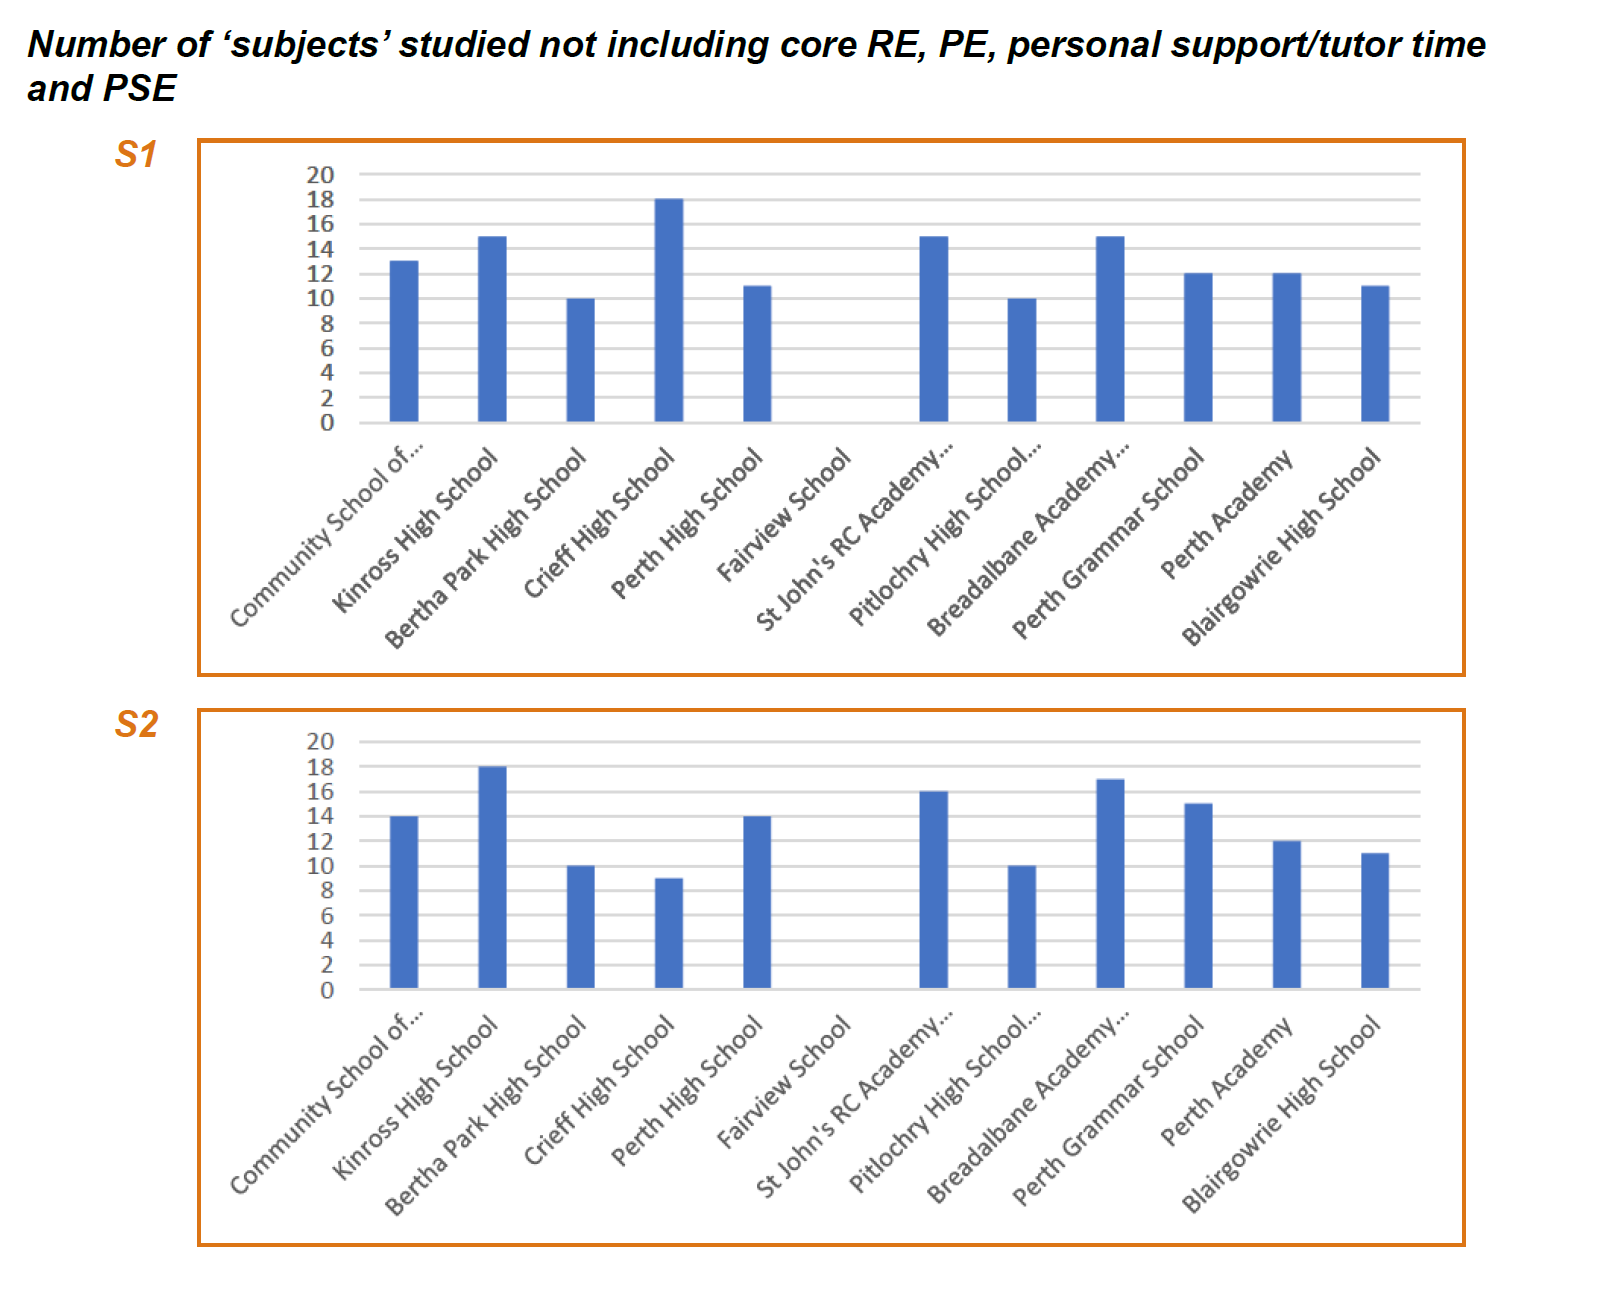 Number of ‘subjects’ studied not including core RE, PE, personal support/tutor time
and PSE
S1
20
18
16
14
12
10
8
6
4
2
0
Community School of...
Kinross High School
Bertha Park High School
Crieff High School
Perth High School
Fairview School
St John's RC Academy...
Pitlochry High School...
Breadalbane Academy...
Perth Grammar School
Perth Academy
Blairgowrie High School
S2
20
18
16
14
12
10
8
6
4
2
0
Community School of...
Kinross High School
Bertha Park High School
Crieff High School
Perth High School
Fairview School
St John's RC Academy...
Pitlochry High School...
Breadalbane Academy...
Perth Grammar School
Perth Academy
Blairgowrie High School